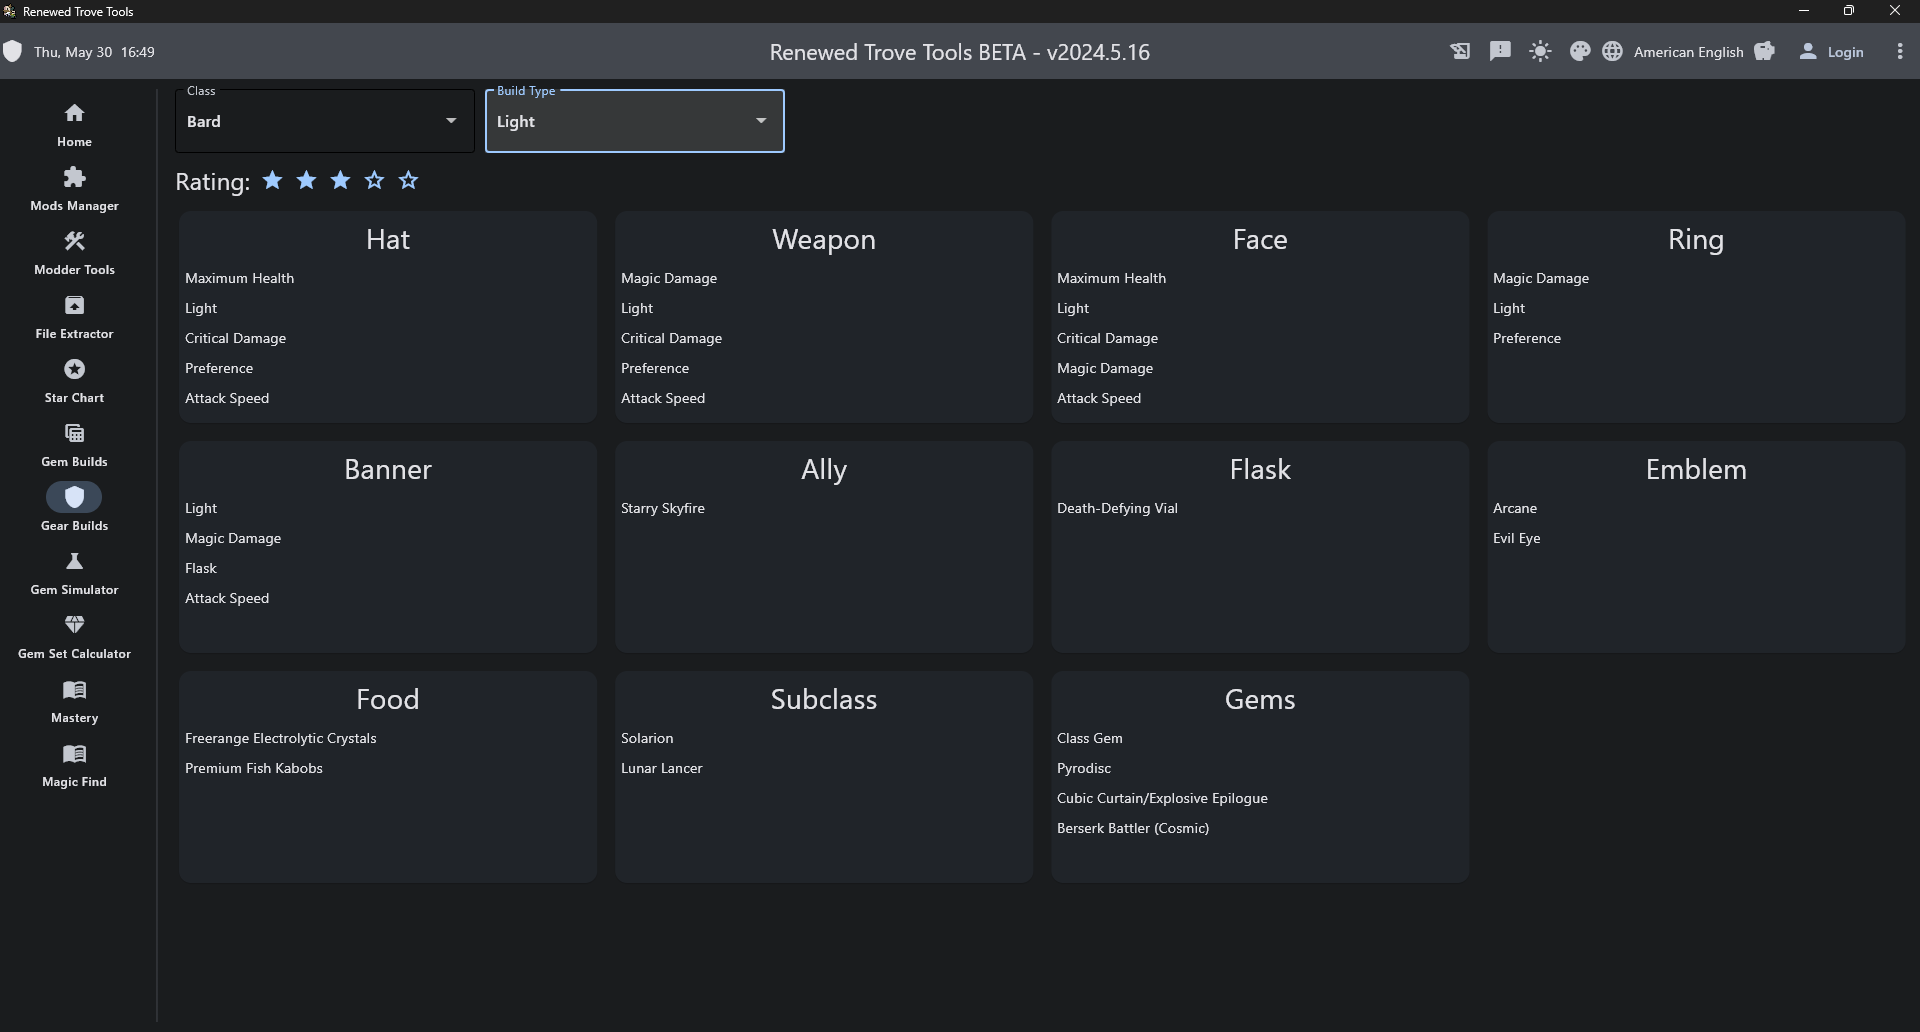 Renewed Trove Tools
Thu, May 30 16:49
Renewed Trove Tools BETA - v2024.5.16
American English
Login
Home
Mods Manager
Modder Tools
File Extractor
Star Chart
Gem Builds
Gear Builds
Gem Simulator
Gem Set Calculator
Mastery
Magic Find
Class
Bard
Build Type
Light
Rating:
Hat
Maximum Health
Light
Critical Damage
Preference
Attack Speed
Weapon
Magic Damage
Light
Critical Damage
Preference
Attack Speed
Face
Maximum Health
Light
Critical Damage
Magic Damage
Attack Speed
Ring
Magic Damage
Light
Preference
Banner
Light
Magic Damage
Flask
Attack Speed
Ally
Starry Skyfire
Flask
Death-Defying Vial
Emblem
Arcane
Evil Eye
Food
Freerange Electrolytic Crystals
Premium Fish Kabobs
Subclass
Solarion
Lunar Lancer
Gems
Class Gem
Pyrodisc
Cubic Curtain/Explosive Epilogue
Berserk Battler (Cosmic)